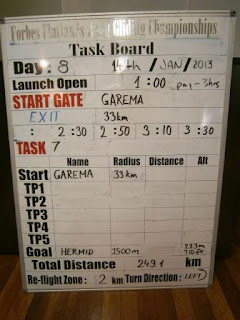 Forbes Flatlands Hang Gliding Championships
Task Board
Day: 8 14th / JAN / 2013
Launch Open 1:00 pm - 3hrs
START GATE GAREMA
EXIT 33km
: 2:30 2:50 3:10 3:30
TASK 7
Name Radius Distance Alt
Start GAREMA 33km
TP1
TP2
TP3
TP4
TP5
Goal HERMID 1500m 223m 710ft
Total Distance 249.1 km
Re-flight Zone: 2 km Turn Direction: LEFT